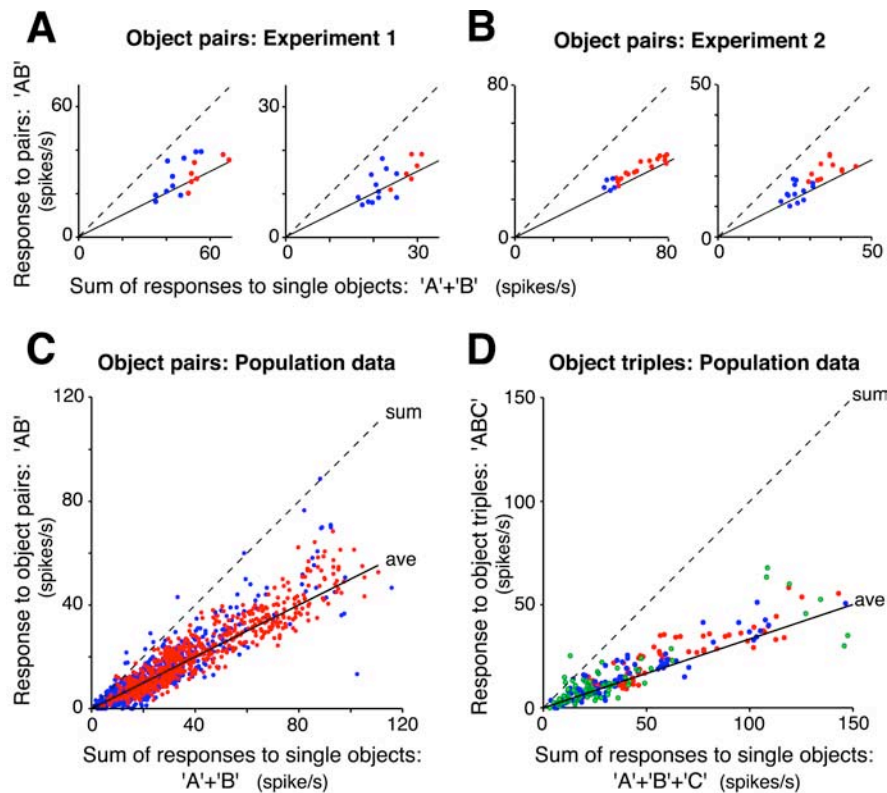 A
Object pairs: Experiment 1
B
Object pairs: Experiment 2
Response to pairs: 'AB'
(spikes/s)
60
0
0
60
30
0
0
30
80
0
0
80
50
0
0
50
Sum of responses to single objects: 'A'+'B' (spikes/s)
C
Object pairs: Population data
Response to object pairs: 'AB'
(spikes/s)
120
80
40
0
0
40
80
120
sum
ave
Sum of responses to single objects:
'A'+'B' (spike/s)
D
Object triples: Population data
Response to object triples: 'ABC'
(spikes/s)
150
100
50
0
0
50
100
150
sum
ave
Sum of responses to single objects:
'A'+'B'+'C' (spikes/s)